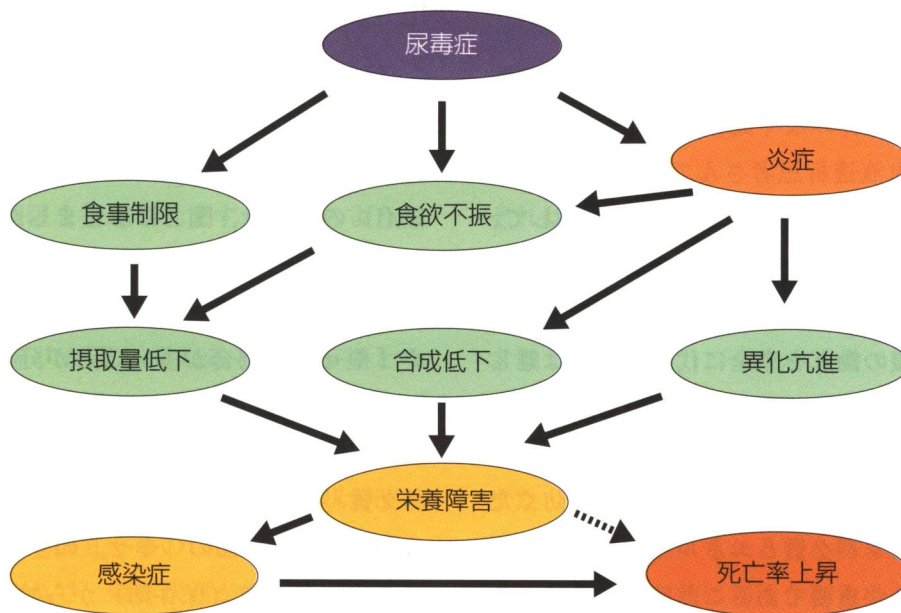 尿毒症
炎症
食事制限
食欲不振
摂取量低下
合成低下
異化亢進
栄養障害
感染症
死亡率上昇